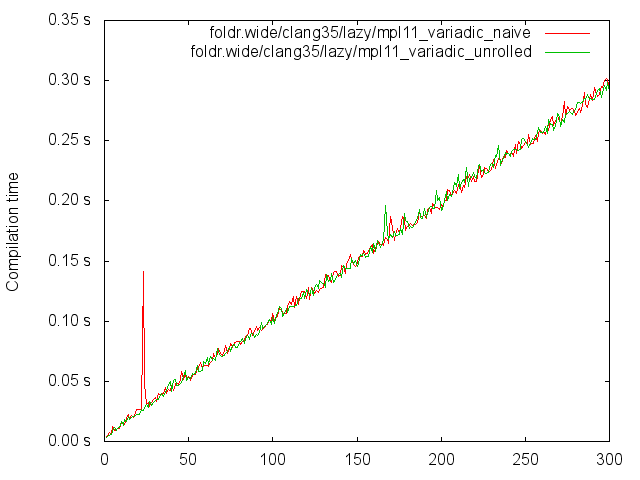 foldr.wide/clang35/lazy/mpl11_variadic_naive
foldr.wide/clang35/lazy/mpl11_variadic_unrolled
Compilation time
0.35 s
0.30 s
0.25 s
0.20 s
0.15 s
0.10 s
0.05 s
0.00 s
0 50 100 150 200 250 300